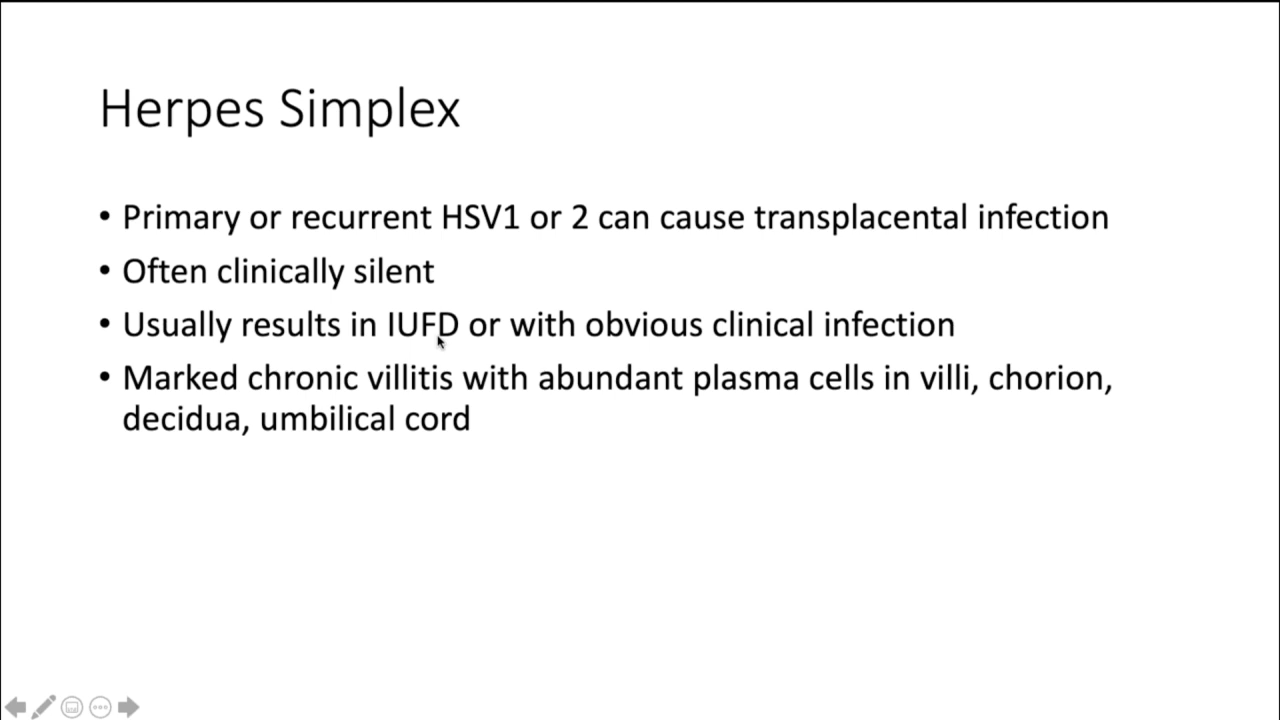 Herpes Simplex
• Primary or recurrent HSV1 or 2 can cause transplacental infection
• Often clinically silent
• Usually results in IUFD or with obvious clinical infection
• Marked chronic villitis with abundant plasma cells in villi, chorion,
decidua, umbilical cord